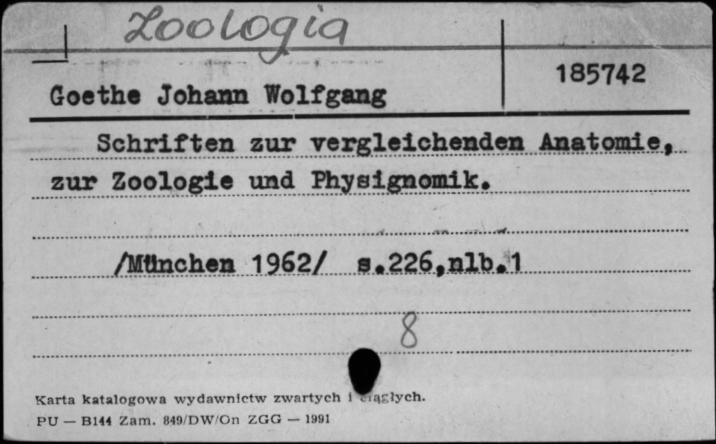 Zoologia
185742
Goethe Johann Wolfgang
Schriften zur vergleichenden Anatomie,
zur Zoologie und Physignomik.
/München 1962/ s.226,nlb.1
8
Karta katalogowa wydawnictw zwartych i ciągłych.
PU — B144 Zam. 849/DW/On ZGG — 1991